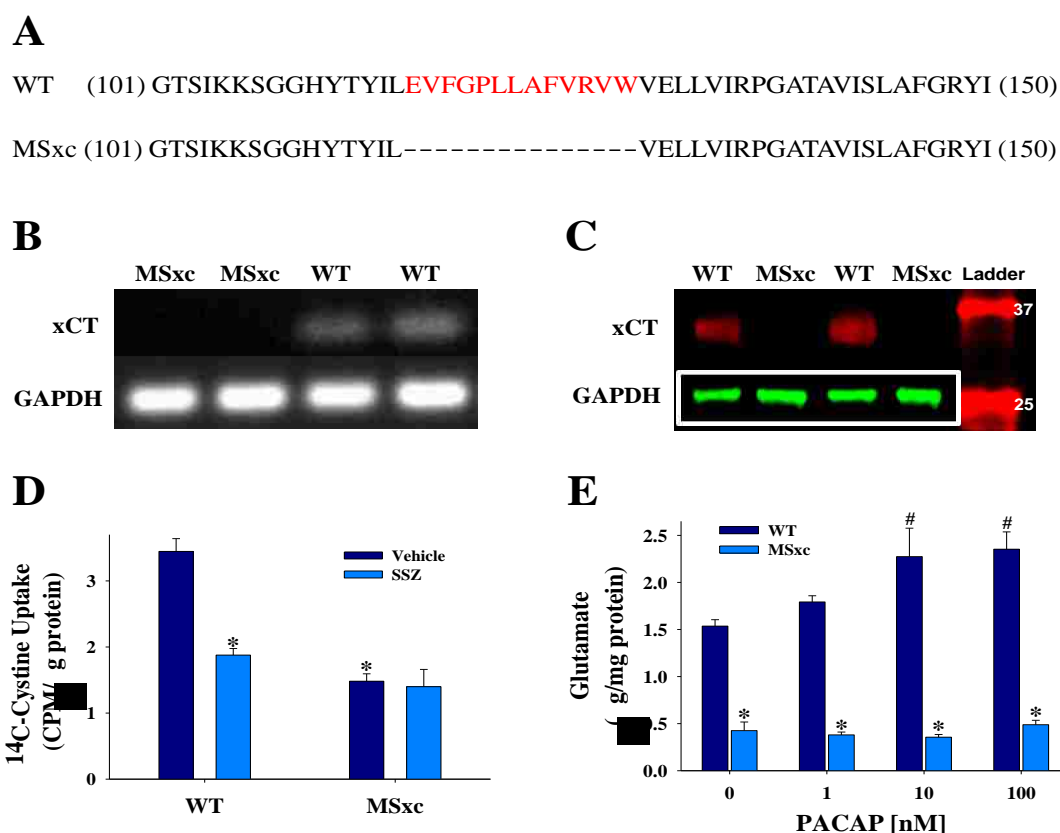 A
WT (101) GTSIKKSGGHYTYILEVFGPLLAFVRVWVELLVIRPGATAVISLAFGRYI (150)
MSxc (101) GTSIKKSGGHYTYIL---------------VELLVIRPGATAVISLAFGRYI (150)
B
MSxc MSxc WT WT
xCT
GAPDH
C
WT MSxc WT MSxc Ladder
xCT
37
GAPDH
25
D
14C-Cystine Uptake
((CPM/ g protein)
3
2
1
0
Vehicle
SSZ
*
*
WT MSxc
E
Glutamate
( g/mg protein)
2.5
2.0
1.5
1.0
0.5
0.0
WT
MSxc
# #
* * * *
0 1 10 100
PACAP [nM]